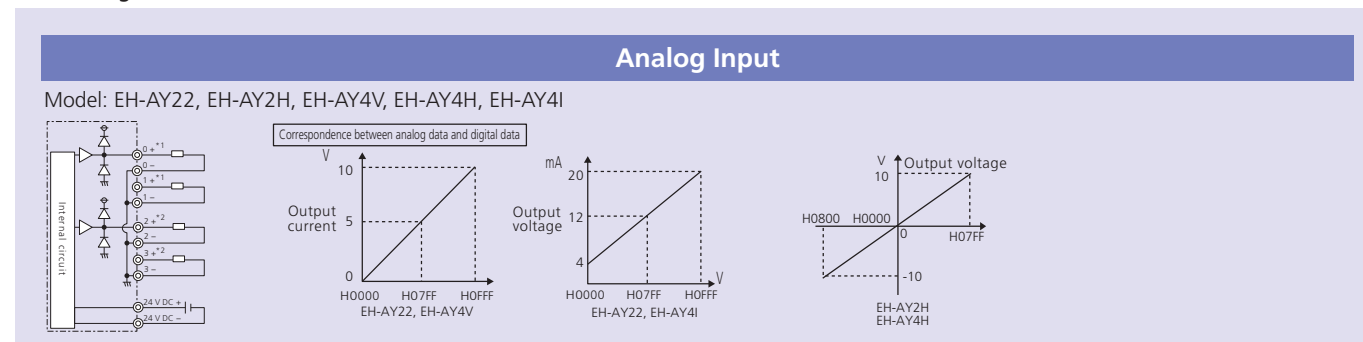 Analog Input
Model: EH-AY22, EH-AY2H, EH-AY4V, EH-AY4H, EH-AY4I
Internal circuit
0 +*1
0 −
1 +*1
1 −
2 +*2
2 −
3 +*2
3 −
24 V DC +
24 V DC −
Correspondence between analog data and digital data
V
10
Output
current
5
0
H0000 H07FF H0FFF
EH-AY22, EH-AY4V
mA
20
Output
voltage
12
4
V
H0000 H07FF H0FFF
EH-AY22, EH-AY4I
V Output voltage
10
H0800 H0000
0
H07FF
-10
EH-AY2H
EH-AY4H